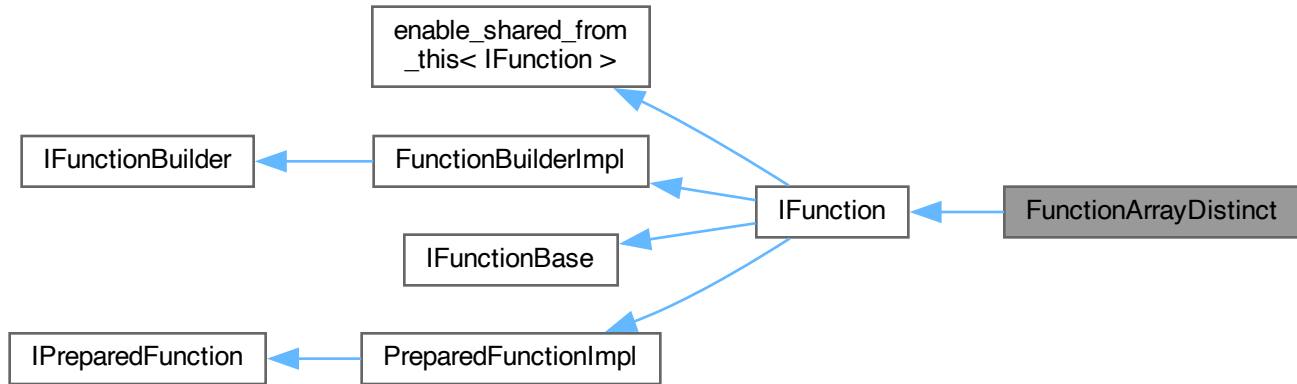 enable_shared_from
_this< IFunction >
IFunctionBuilder
FunctionBuilderImpl
IFunction
FunctionArrayDistinct
IFunctionBase
IPreparedFunction
PreparedFunctionImpl